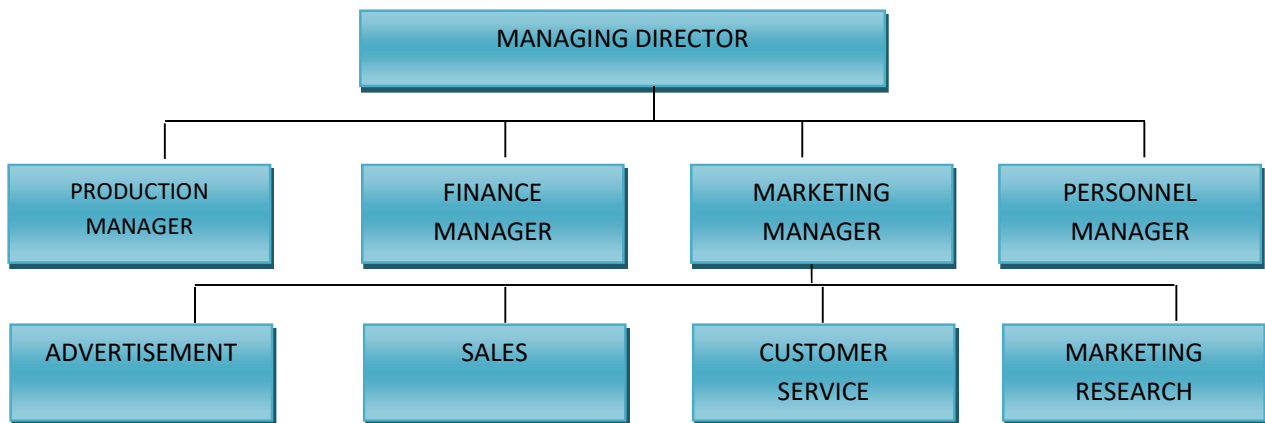 MANAGING DIRECTOR
PRODUCTION
MANAGER
FINANCE
MANAGER
MARKETING
MANAGER
PERSONNEL
MANAGER
ADVERTISEMENT
SALES
CUSTOMER
SERVICE
MARKETING
RESEARCH